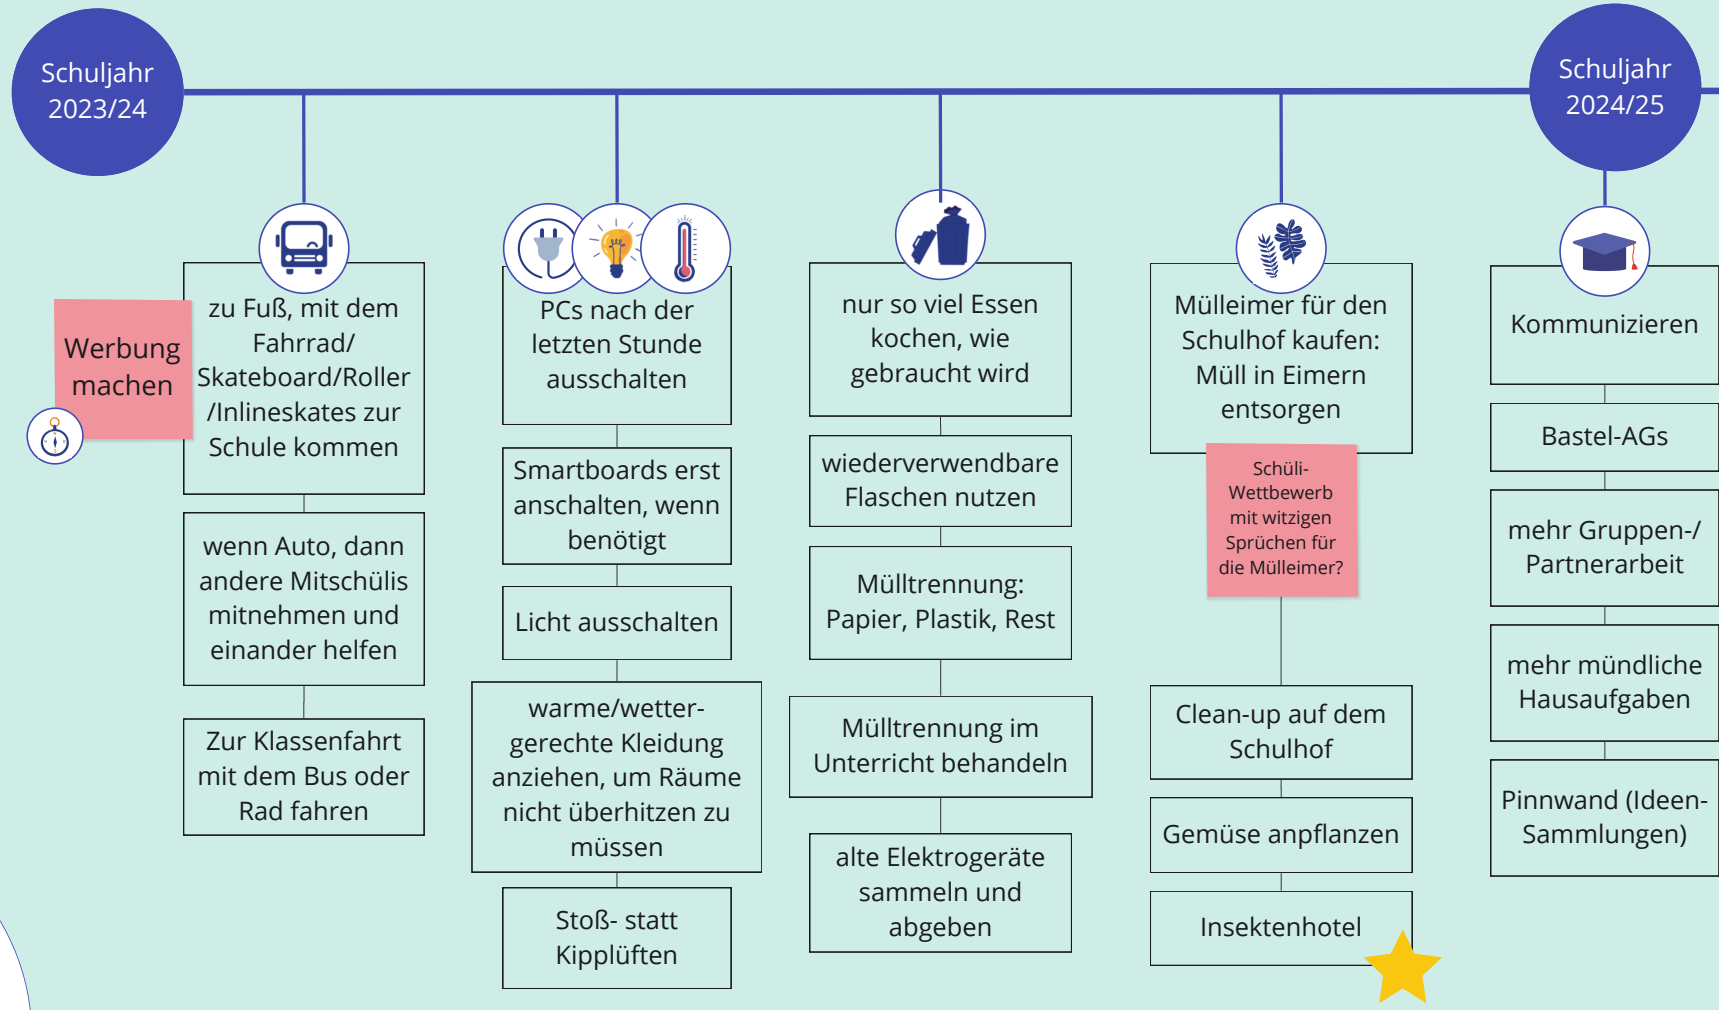 Schuljahr
2023/24
Schuljahr
2024/25
Werbung
machen
zu Fuß, mit dem
Fahrrad/
Skateboard/Roller
/Inlineskates zur
Schule kommen
wenn Auto, dann
andere Mitschülis
mitnehmen und
einander helfen
Zur Klassenfahrt
mit dem Bus oder
Rad fahren
PCs nach der
letzten Stunde
ausschalten
Smartboards erst
anschalten, wenn
benötigt
Licht ausschalten
warme/wetter-
gerechte Kleidung
anziehen, um Räume
nicht überhitzen zu
müssen
Stoß- statt
Kipplüften
nur so viel Essen
kochen, wie
gebraucht wird
wiederverwendbare
Flaschen nutzen
Mülltrennung:
Papier, Plastik, Rest
Mülltrennung im
Unterricht behandeln
alte Elektrogeräte
sammeln und
abgeben
Mülleimer für den
Schulhof kaufen:
Müll in Eimern
entsorgen
Schüli-
Wettbewerb
mit witzigen
Sprüchen für
die Mülleimer?
Clean-up auf dem
Schulhof
Gemüse anpflanzen
Insektenhotel
Kommunizieren
Bastel-AGs
mehr Gruppen-/
Partnerarbeit
mehr mündliche
Hausaufgaben
Pinnwand (Ideen-
Sammlungen)